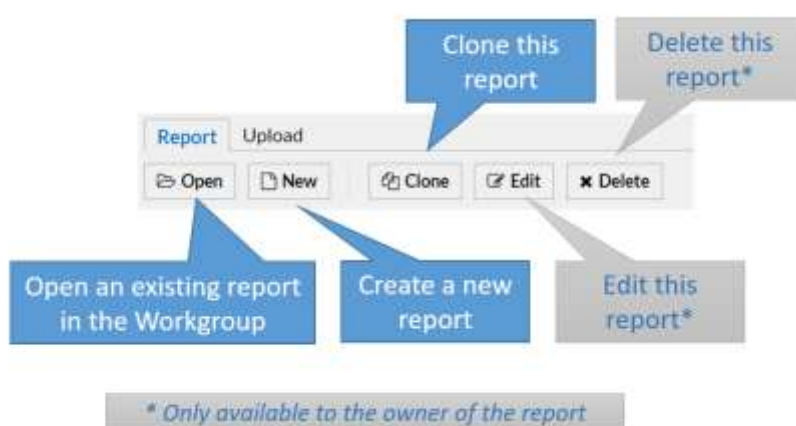 Clone this
report
Delete this
report*
Report Upload
Open New Clone Edit Delete
Open an existing report
in the Workgroup
Create a new
report
Edit this
report*
* Only available to the owner of the report